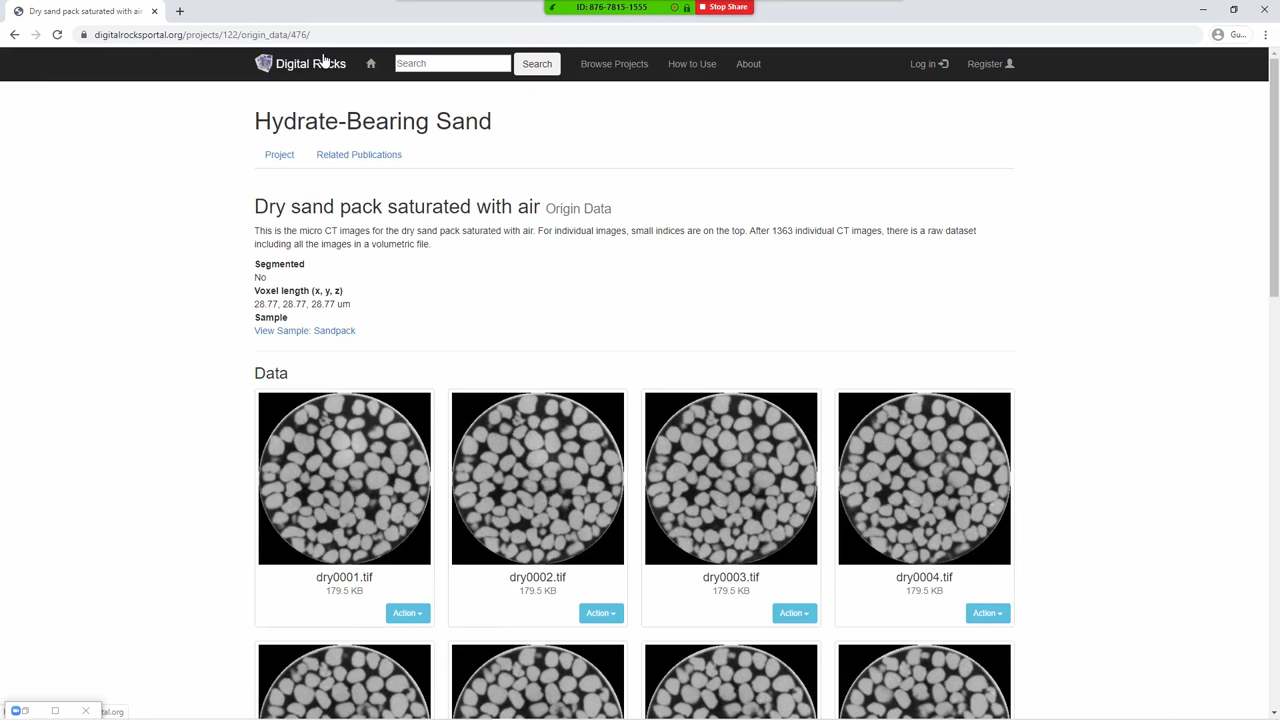 Dry sand pack saturated with air
ID: 876-7815-1555
Stop Share
digitalrocksportal.org/projects/122/origin_data/476/
Gu...
Digital Rocks
Search
Search
Browse Projects
How to Use
About
Log in
Register
Hydrate-Bearing Sand
Project
Related Publications
Dry sand pack saturated with air Origin Data
This is the micro CT images for the dry sand pack saturated with air. For individual images, small indices are on the top. After 1363 individual CT images, there is a raw dataset
including all the images in a volumetric file.
Segmented
No
Voxel length (x, y, z)
28.77, 28.77, 28.77 um
Sample
View Sample: Sandpack
Data
dry0001.tif
dry0002.tif
dry0003.tif
dry0004.tif
179.5 KB
179.5 KB
179.5 KB
179.5 KB
Action
Action
Action
Action
tal.org